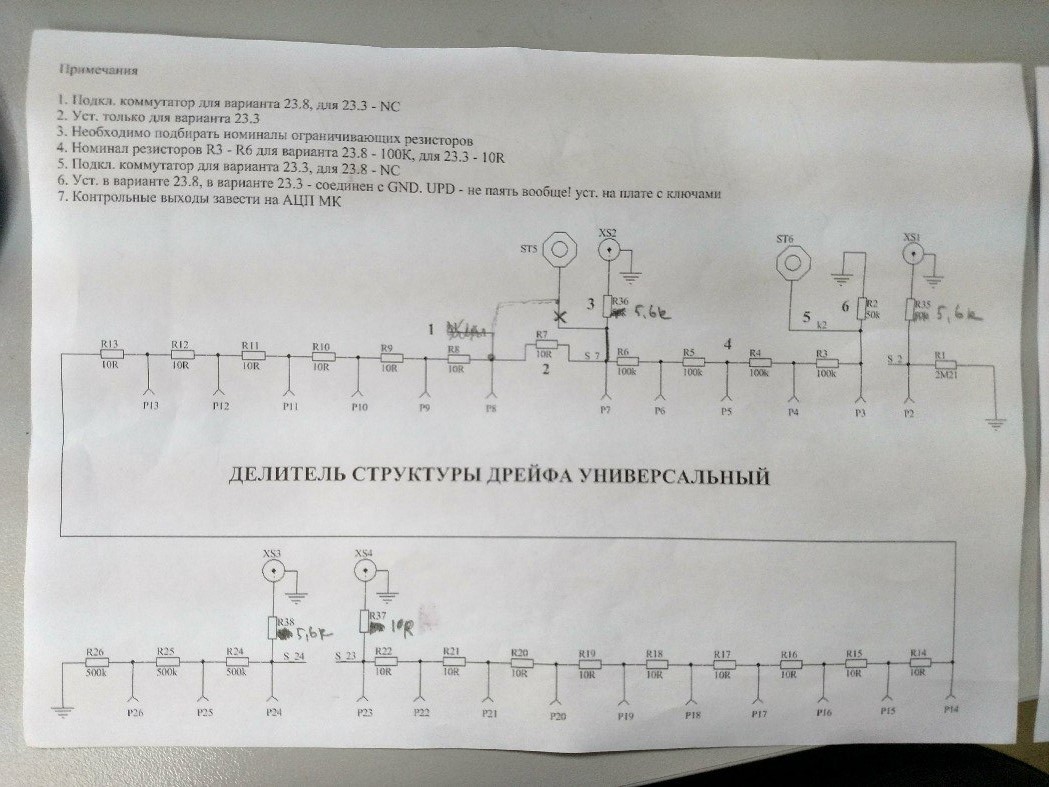 Примечания
1. Подкл. коммутатор для варианта 23.8, для 23.3 - NC
2. Уст. только для варианта 23.3
3. Необходимо подбирать номиналы ограничивающих резисторов
4. Номинал резисторов R3 - R6 для варианта 23.8 - 100K, для 23.3 - 10R
5. Подкл. коммутатор для варианта 23.3, для 23.8 - NC
6. Уст. в варианте 23.8, в варианте 23.3 - соединен с GND. UPD - не паять вообще! уст. на плате с ключами
7. Контрольные выходы завести на АЦП МК
ST5 XS2 ST6 XS1
3 R36 5,6k 5 k2 6 R2 50k R35 5,6k
1 R7 4
R13 R12 R11 R10 R9 R8 10R S_7 R6 R5 R4 R3 S_2 R1
10R 10R 10R 10R 10R 10R 2 100k 100k 100k 100k 2M21
P13 P12 P11 P10 P9 P8 P7 P6 P5 P4 P3 P2
ДЕЛИТЕЛЬ СТРУКТУРЫ ДРЕЙФА УНИВЕРСАЛЬНЫЙ
XS3 XS4
R38 5,6k R37 10R
R26 R25 R24 S_24 S_23 R22 R21 R20 R19 R18 R17 R16 R15 R14
500k 500k 500k 10R 10R 10R 10R 10R 10R 10R 10R 10R
P26 P25 P24 P23 P22 P21 P20 P19 P18 P17 P16 P15 P14